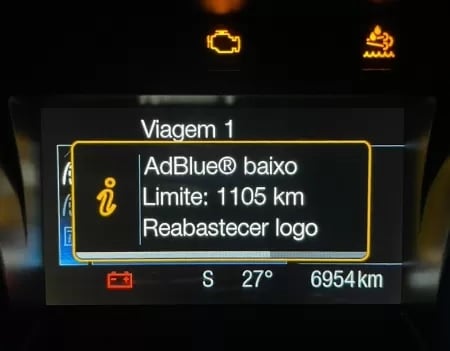 Viagem 1
AdBlue® baixo
Limite: 1105 km
Reabastecer logo
S 27° 6954km